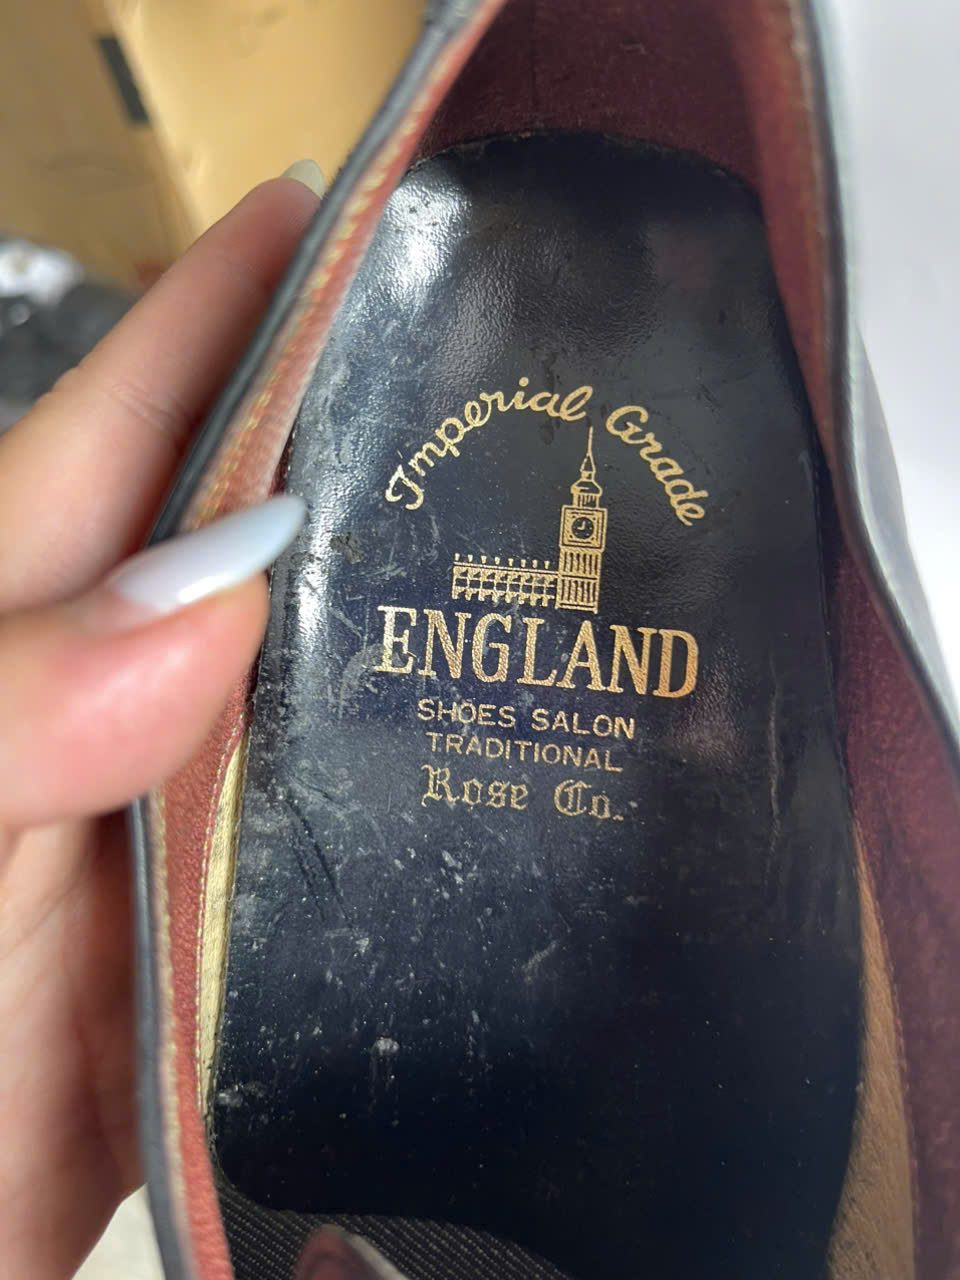 Imperial Grade
ENGLAND
SHOES SALON
TRADITIONAL
Rose Co.